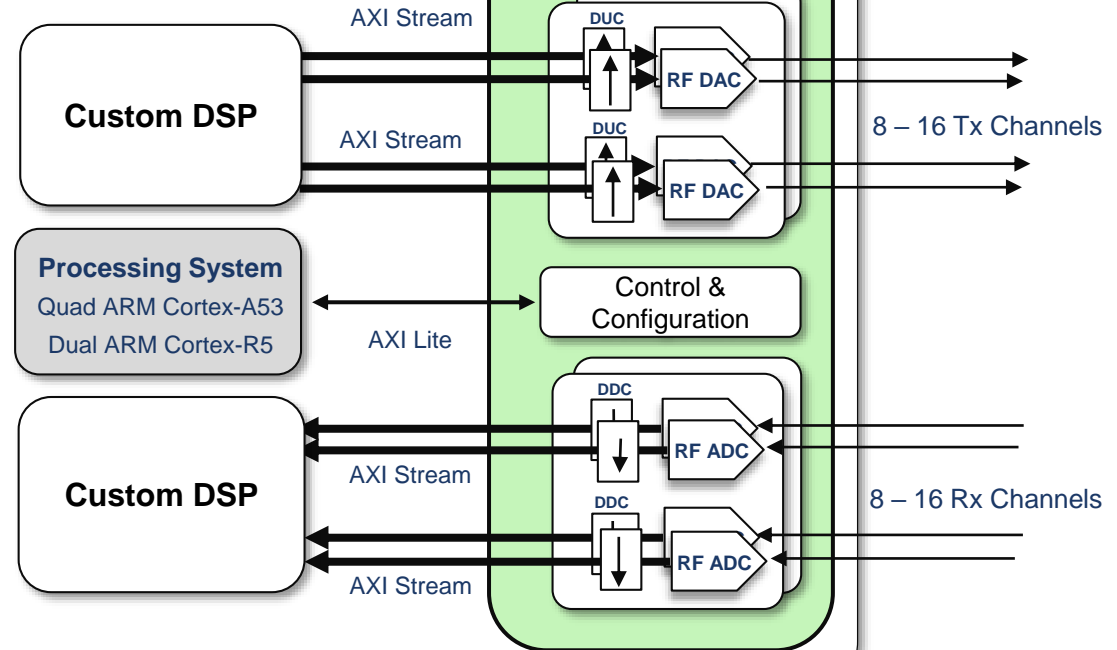 AXI Stream
DUC
RF DAC
Custom DSP
8 – 16 Tx Channels
AXI Stream
DUC
RF DAC
Processing System
Quad ARM Cortex-A53
Dual ARM Cortex-R5
AXI Lite
Control &
Configuration
DDC
RF ADC
AXI Stream
Custom DSP
8 – 16 Rx Channels
DDC
RF ADC
AXI Stream